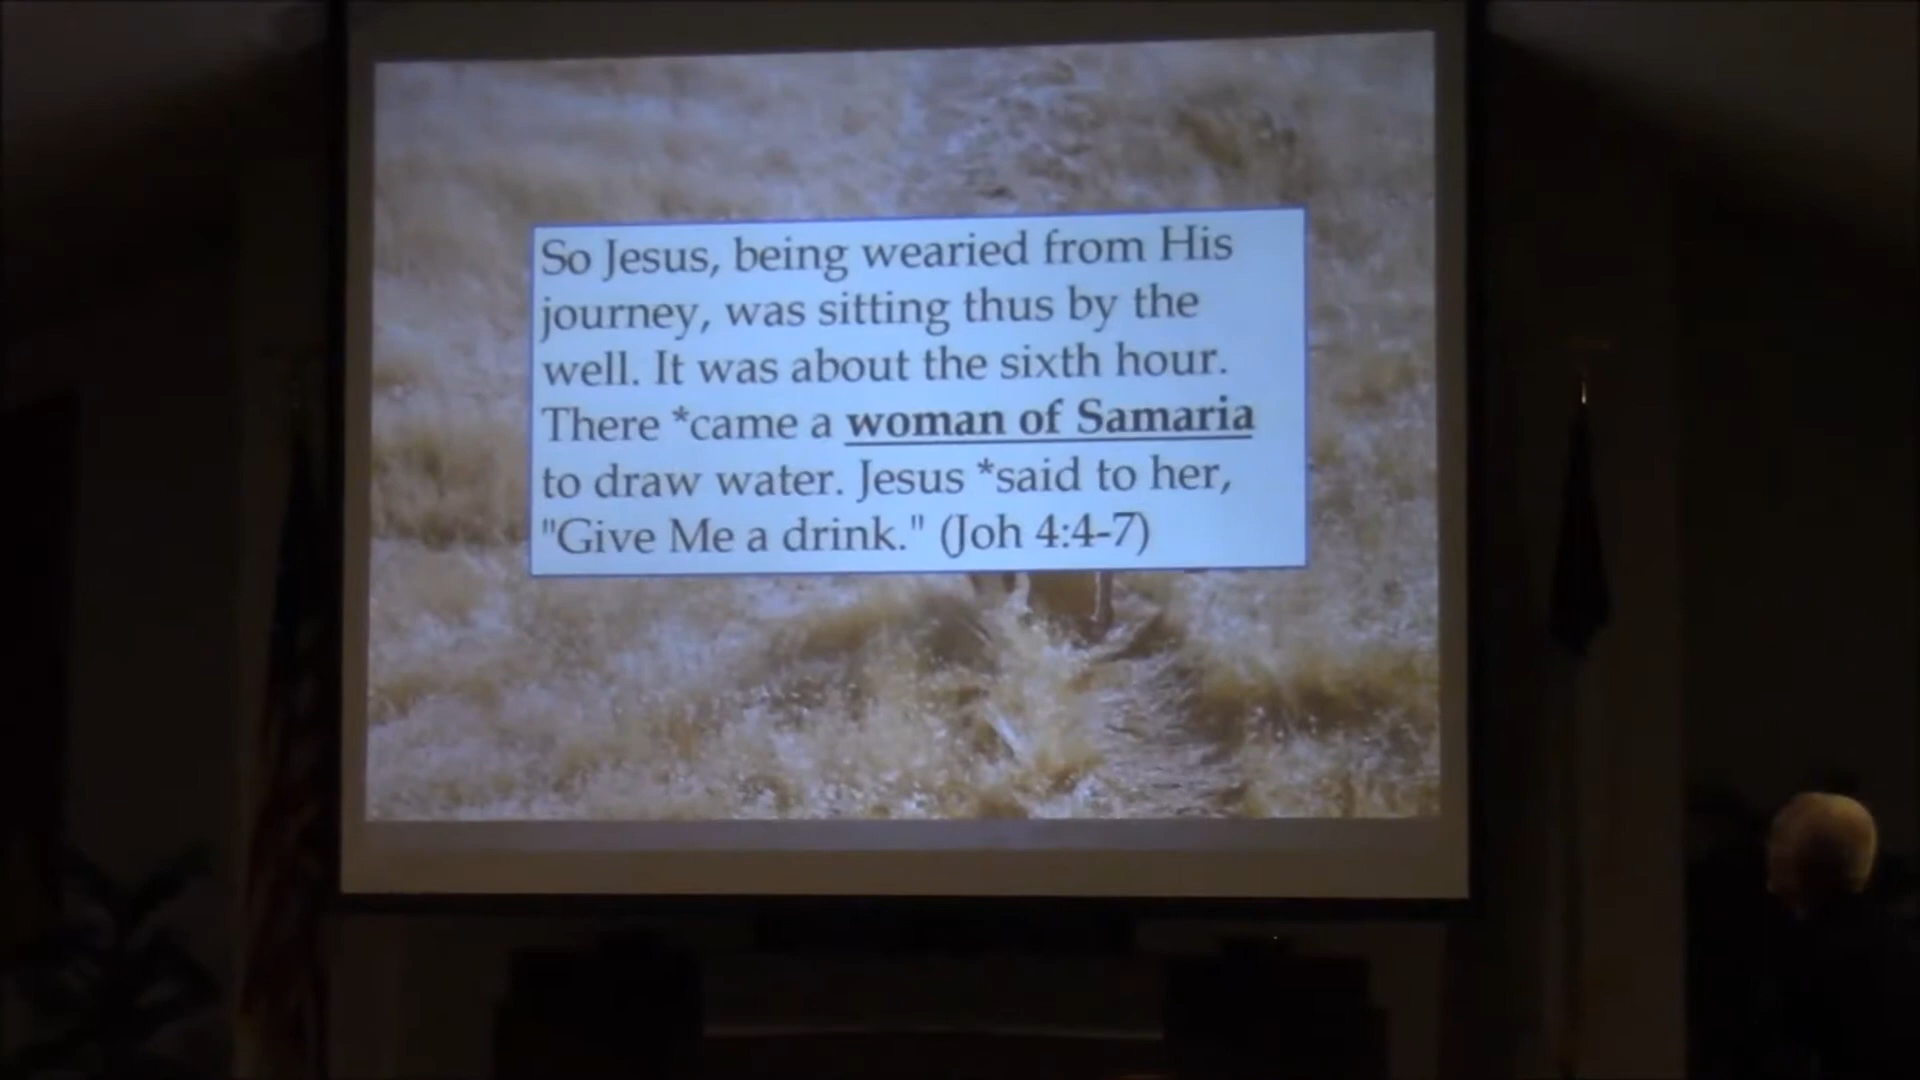 So Jesus, being wearied from His
journey, was sitting thus by the
well. It was about the sixth hour.
There *came a woman of Samaria
to draw water. Jesus *said to her,
"Give Me a drink." (Joh 4:4-7)